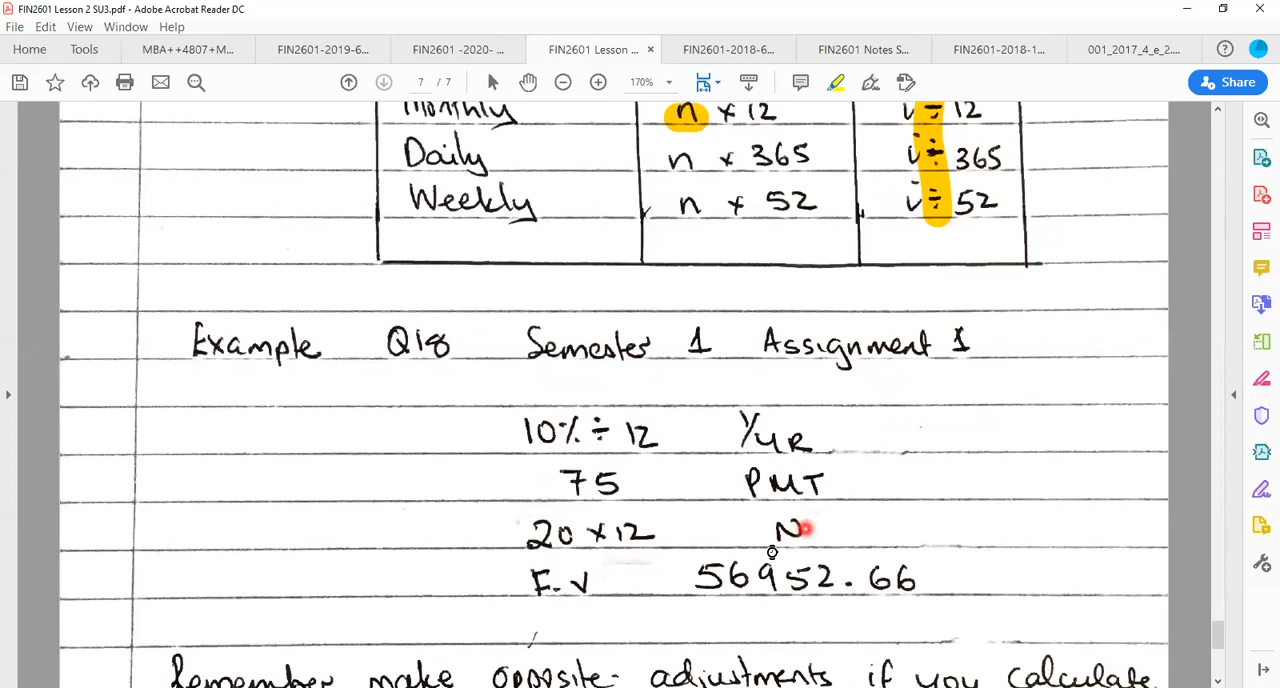 FIN2601 Lesson 2 SU3.pdf - Adobe Acrobat Reader DC
File Edit View Window Help
Home Tools MBA++4807+M... FIN2601-2019-6... FIN2601 -2020- ... FIN2601 Lesson ... × FIN2601-2018-6... FIN2601 Notes S... FIN2601-2018-1... 001_2017_4_e_2....
7 / 7 170% Share
Monthly n × 12 i ÷ 12
Daily n × 365 i ÷ 365
Weekly n × 52 i ÷ 52
Example Q18 Semester 1 Assignment 1
10% ÷ 12 I/YR
75 PMT
20 × 12 N
F.V 56952.66
Remember make opposite adjustments if you calculate